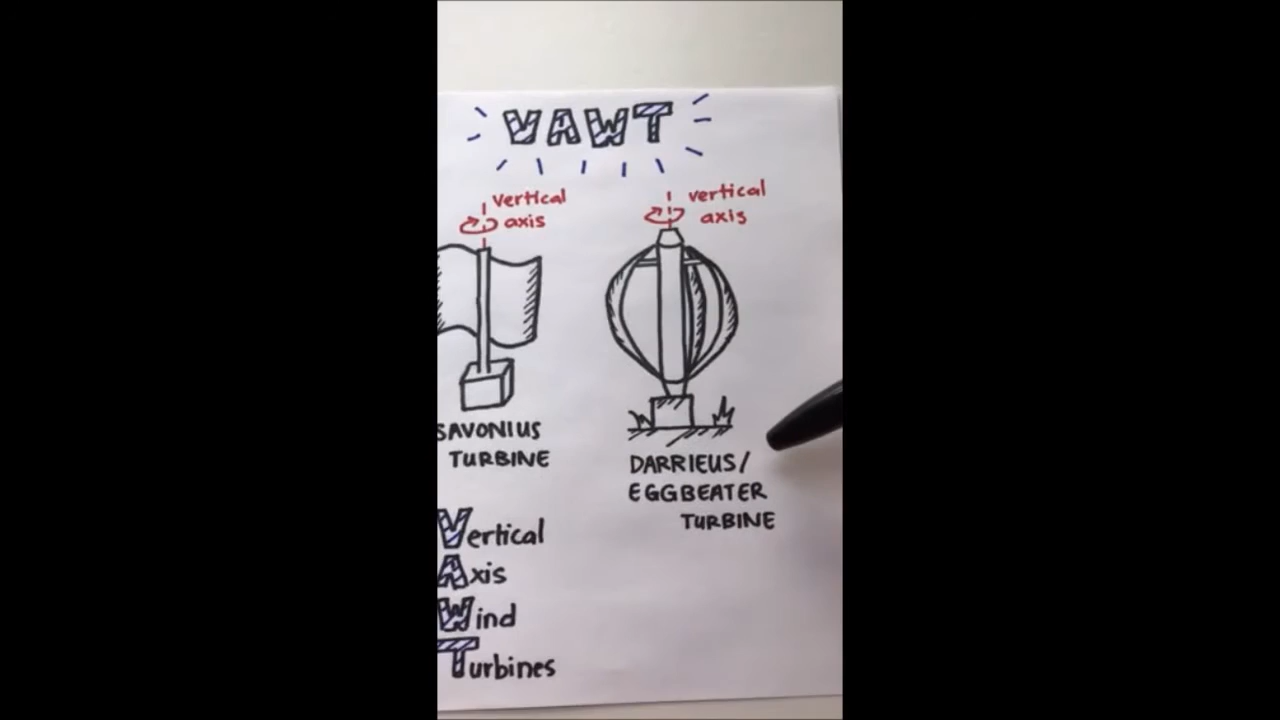 VAWT
vertical
axis
vertical
axis
SAVONIUS
TURBINE
DARRIEUS/
EGGBEATER
TURBINE
Vertical
Axis
Wind
Turbines